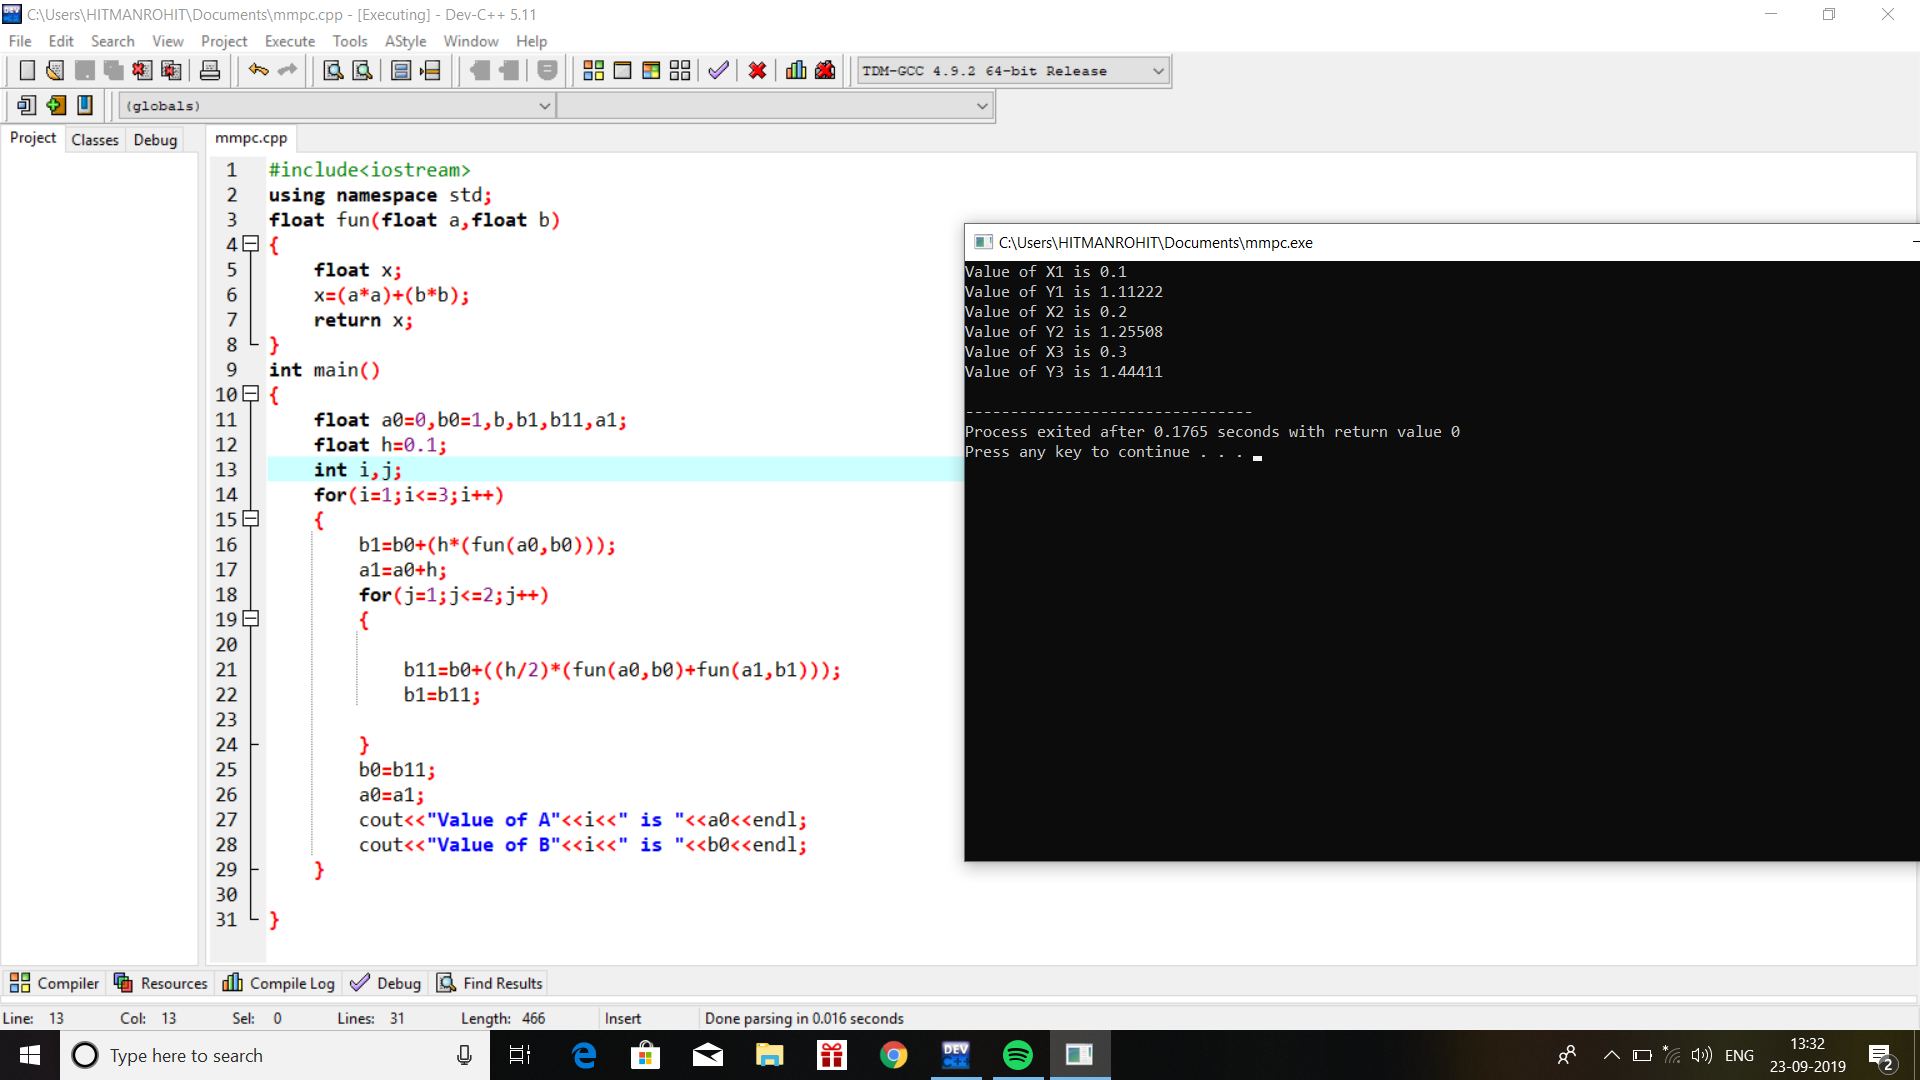 C:\Users\HITMANROHIT\Documents\mmpc.cpp - [Executing] - Dev-C++ 5.11
File Edit Search View Project Execute Tools AStyle Window Help
TDM-GCC 4.9.2 64-bit Release
(globals)
Project Classes Debug
mmpc.cpp
1 #include<iostream>
2 using namespace std;
3 float fun(float a,float b)
4 {
5 float x;
6 x=(a*a)+(b*b);
7 return x;
8 }
9 int main()
10 {
11 float a0=0,b0=1,b,b1,b11,a1;
12 float h=0.1;
13 int i,j;
14 for(i=1;i<=3;i++)
15 {
16 b1=b0+(h*(fun(a0,b0)));
17 a1=a0+h;
18 for(j=1;j<=2;j++)
19 {
20
21 b11=b0+((h/2)*(fun(a0,b0)+fun(a1,b1)));
22 b1=b11;
23
24 }
25 b0=b11;
26 a0=a1;
27 cout<<"Value of A"<<i<<" is "<<a0<<endl;
28 cout<<"Value of B"<<i<<" is "<<b0<<endl;
29 }
30
31 }
C:\Users\HITMANROHIT\Documents\mmpc.exe
Value of X1 is 0.1
Value of Y1 is 1.11222
Value of X2 is 0.2
Value of Y2 is 1.25508
Value of X3 is 0.3
Value of Y3 is 1.44411
--------------------------------
Process exited after 0.1765 seconds with return value 0
Press any key to continue . . .
Compiler Resources Compile Log Debug Find Results
Line: 13 Col: 13 Sel: 0 Lines: 31 Length: 466 Insert Done parsing in 0.016 seconds
Type here to search
DEV C++
ENG
13:32
23-09-2019
2